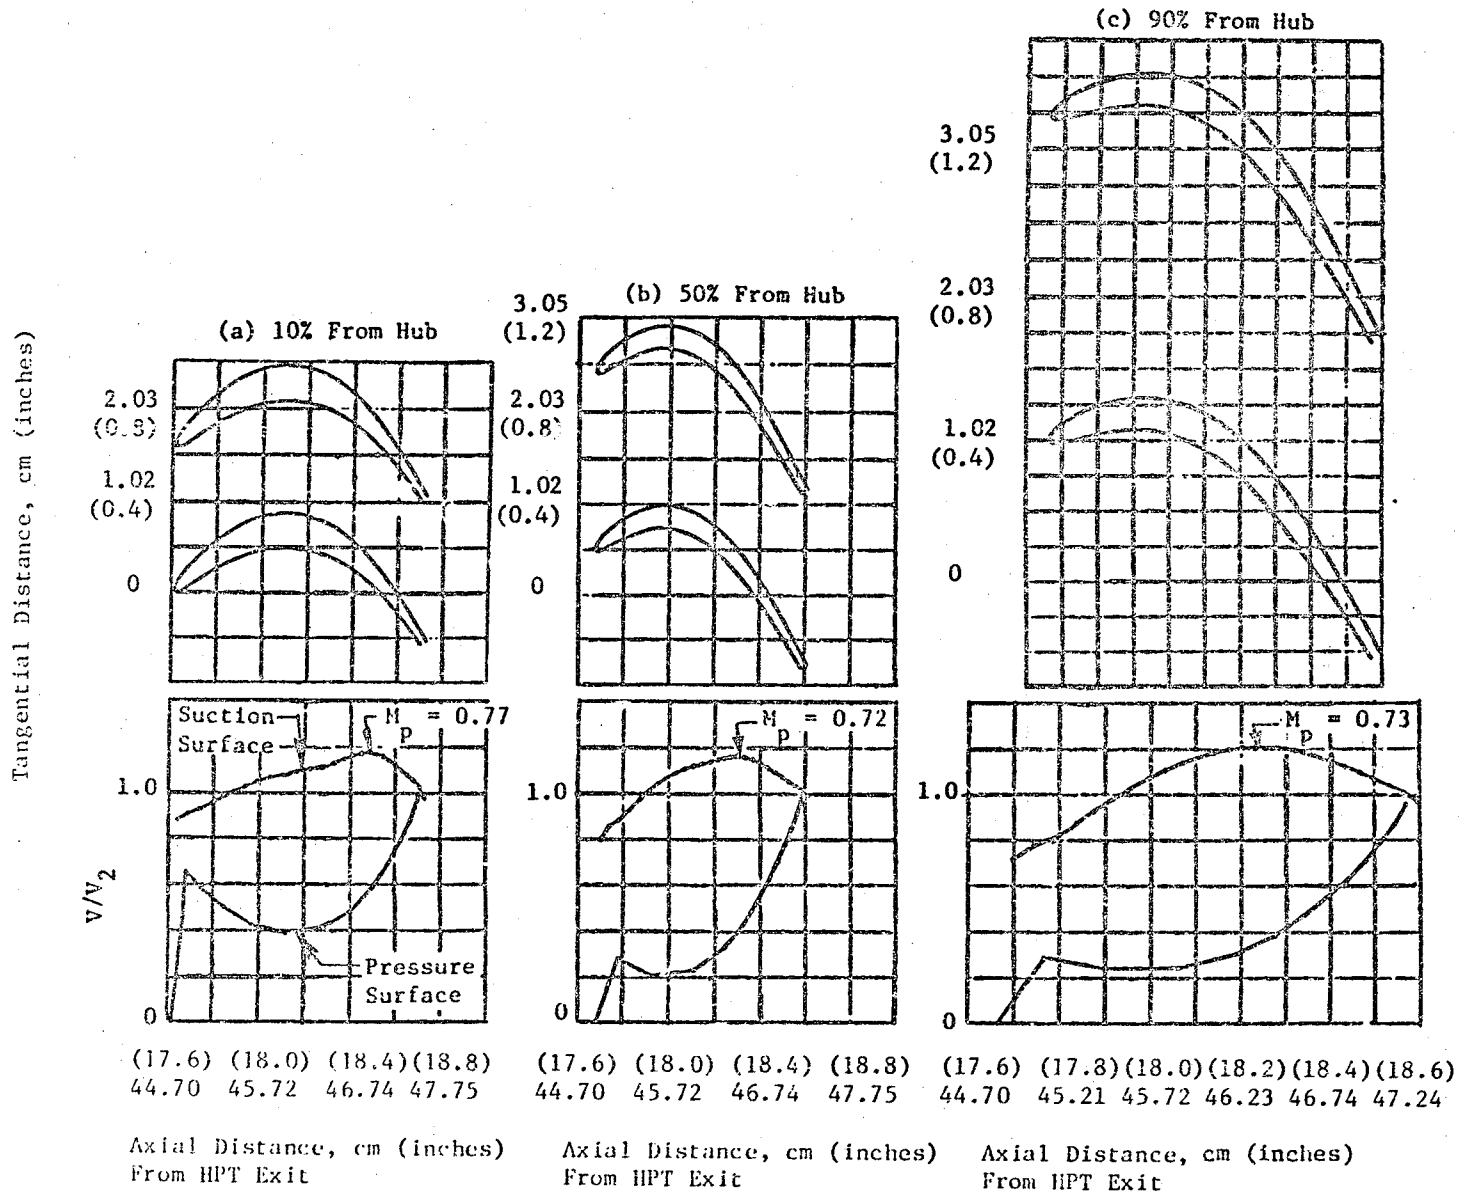 (c) 90% From Hub
3.05
(1.2)
2.03
(0.8)
1.02
(0.4)
0
(b) 50% From Hub
3.05
(1.2)
2.03
(0.8)
1.02
(0.4)
0
(a) 10% From Hub
2.03
(0.8)
1.02
(0.4)
0
Tangential Distance, cm (inches)
Suction
Surface
Mp = 0.77
Pressure
Surface
1.0
0
V/V2
Mp = 0.72
1.0
0
Mp = 0.73
1.0
0
(17.6) (18.0) (18.4) (18.8)
44.70 45.72 46.74 47.75
Axial Distance, cm (inches)
From HPT Exit
(17.6) (18.0) (18.4) (18.8)
44.70 45.72 46.74 47.75
Axial Distance, cm (inches)
From HPT Exit
(17.6) (17.8) (18.0) (18.2) (18.4) (18.6)
44.70 45.21 45.72 46.23 46.74 47.24
Axial Distance, cm (inches)
From HPT Exit